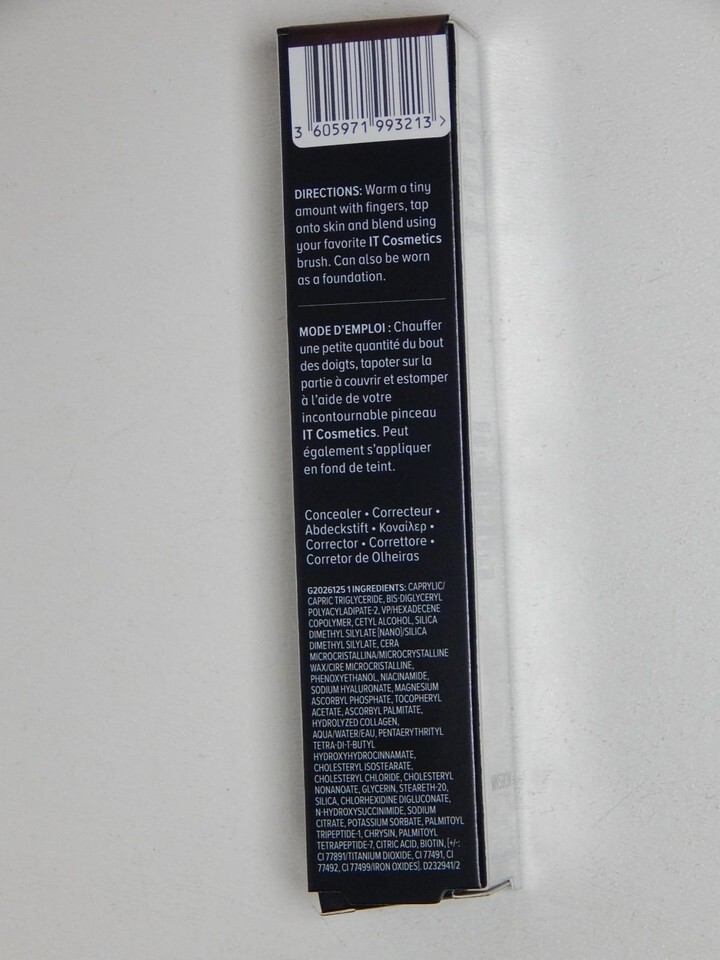 3 605971 993213 >
DIRECTIONS: Warm a tiny
amount with fingers, tap
onto skin and blend using
your favorite IT Cosmetics
brush. Can also be worn
as a foundation.
MODE D'EMPLOI : Chauffer
une petite quantité du bout
des doigts, tapoter sur la
partie à couvrir et estomper
à l'aide de votre
incontournable pinceau
IT Cosmetics. Peut
également s'appliquer
en fond de teint.
Concealer • Correcteur •
Abdeckstift • Κονσίλερ •
Corrector • Correttore •
Corretor de Olheiras
G2026125 1 INGREDIENTS: CAPRYLIC/
CAPRIC TRIGLYCERIDE, BIS-DIGLYCERYL
POLYACYLADIPATE-2, VP/HEXADECENE
COPOLYMER, CETYL ALCOHOL, SILICA
DIMETHYL SILYLATE [NANO]/SILICA
DIMETHYL SILYLATE, CERA
MICROCRISTALLINA/MICROCRYSTALLINE
WAX/CIRE MICROCRISTALLINE,
PHENOXYETHANOL, NIACINAMIDE,
SODIUM HYALURONATE, MAGNESIUM
ASCORBYL PHOSPHATE, TOCOPHERYL
ACETATE, ASCORBYL PALMITATE,
HYDROLYZED COLLAGEN,
AQUA/WATER/EAU, PENTAERYTHRITYL
TETRA-DI-T-BUTYL
HYDROXYHYDROCINNAMATE,
CHOLESTERYL ISOSTEARATE,
CHOLESTERYL CHLORIDE, CHOLESTERYL
NONANOATE, GLYCERIN, STEARETH-20,
SILICA, CHLORHEXIDINE DIGLUCONATE,
N-HYDROXYSUCCINIMIDE, SODIUM
CITRATE, POTASSIUM SORBATE, PALMITOYL
TRIPEPTIDE-1, CHRYSIN, PALMITOYL
TETRAPEPTIDE-7, CITRIC ACID, BIOTIN, [+/-:
CI 77891/TITANIUM DIOXIDE, CI 77491, CI
77492, CI 77499/IRON OXIDES]. D232941/2